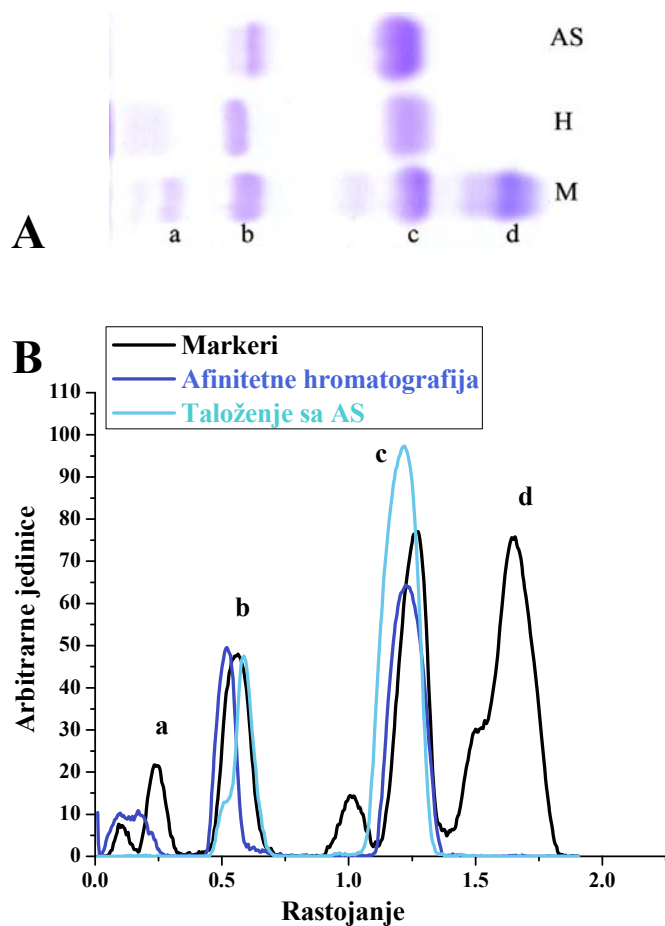 AS
H
M
A
a b c d
B
Markeri
Afinitetne hromatografija
Taloženje sa AS
110
100
90
80
70
60
50
40
30
20
10
0
Arbitrarne jedinice
a
b
c
d
0.0 0.5 1.0 1.5 2.0
Rastojanje